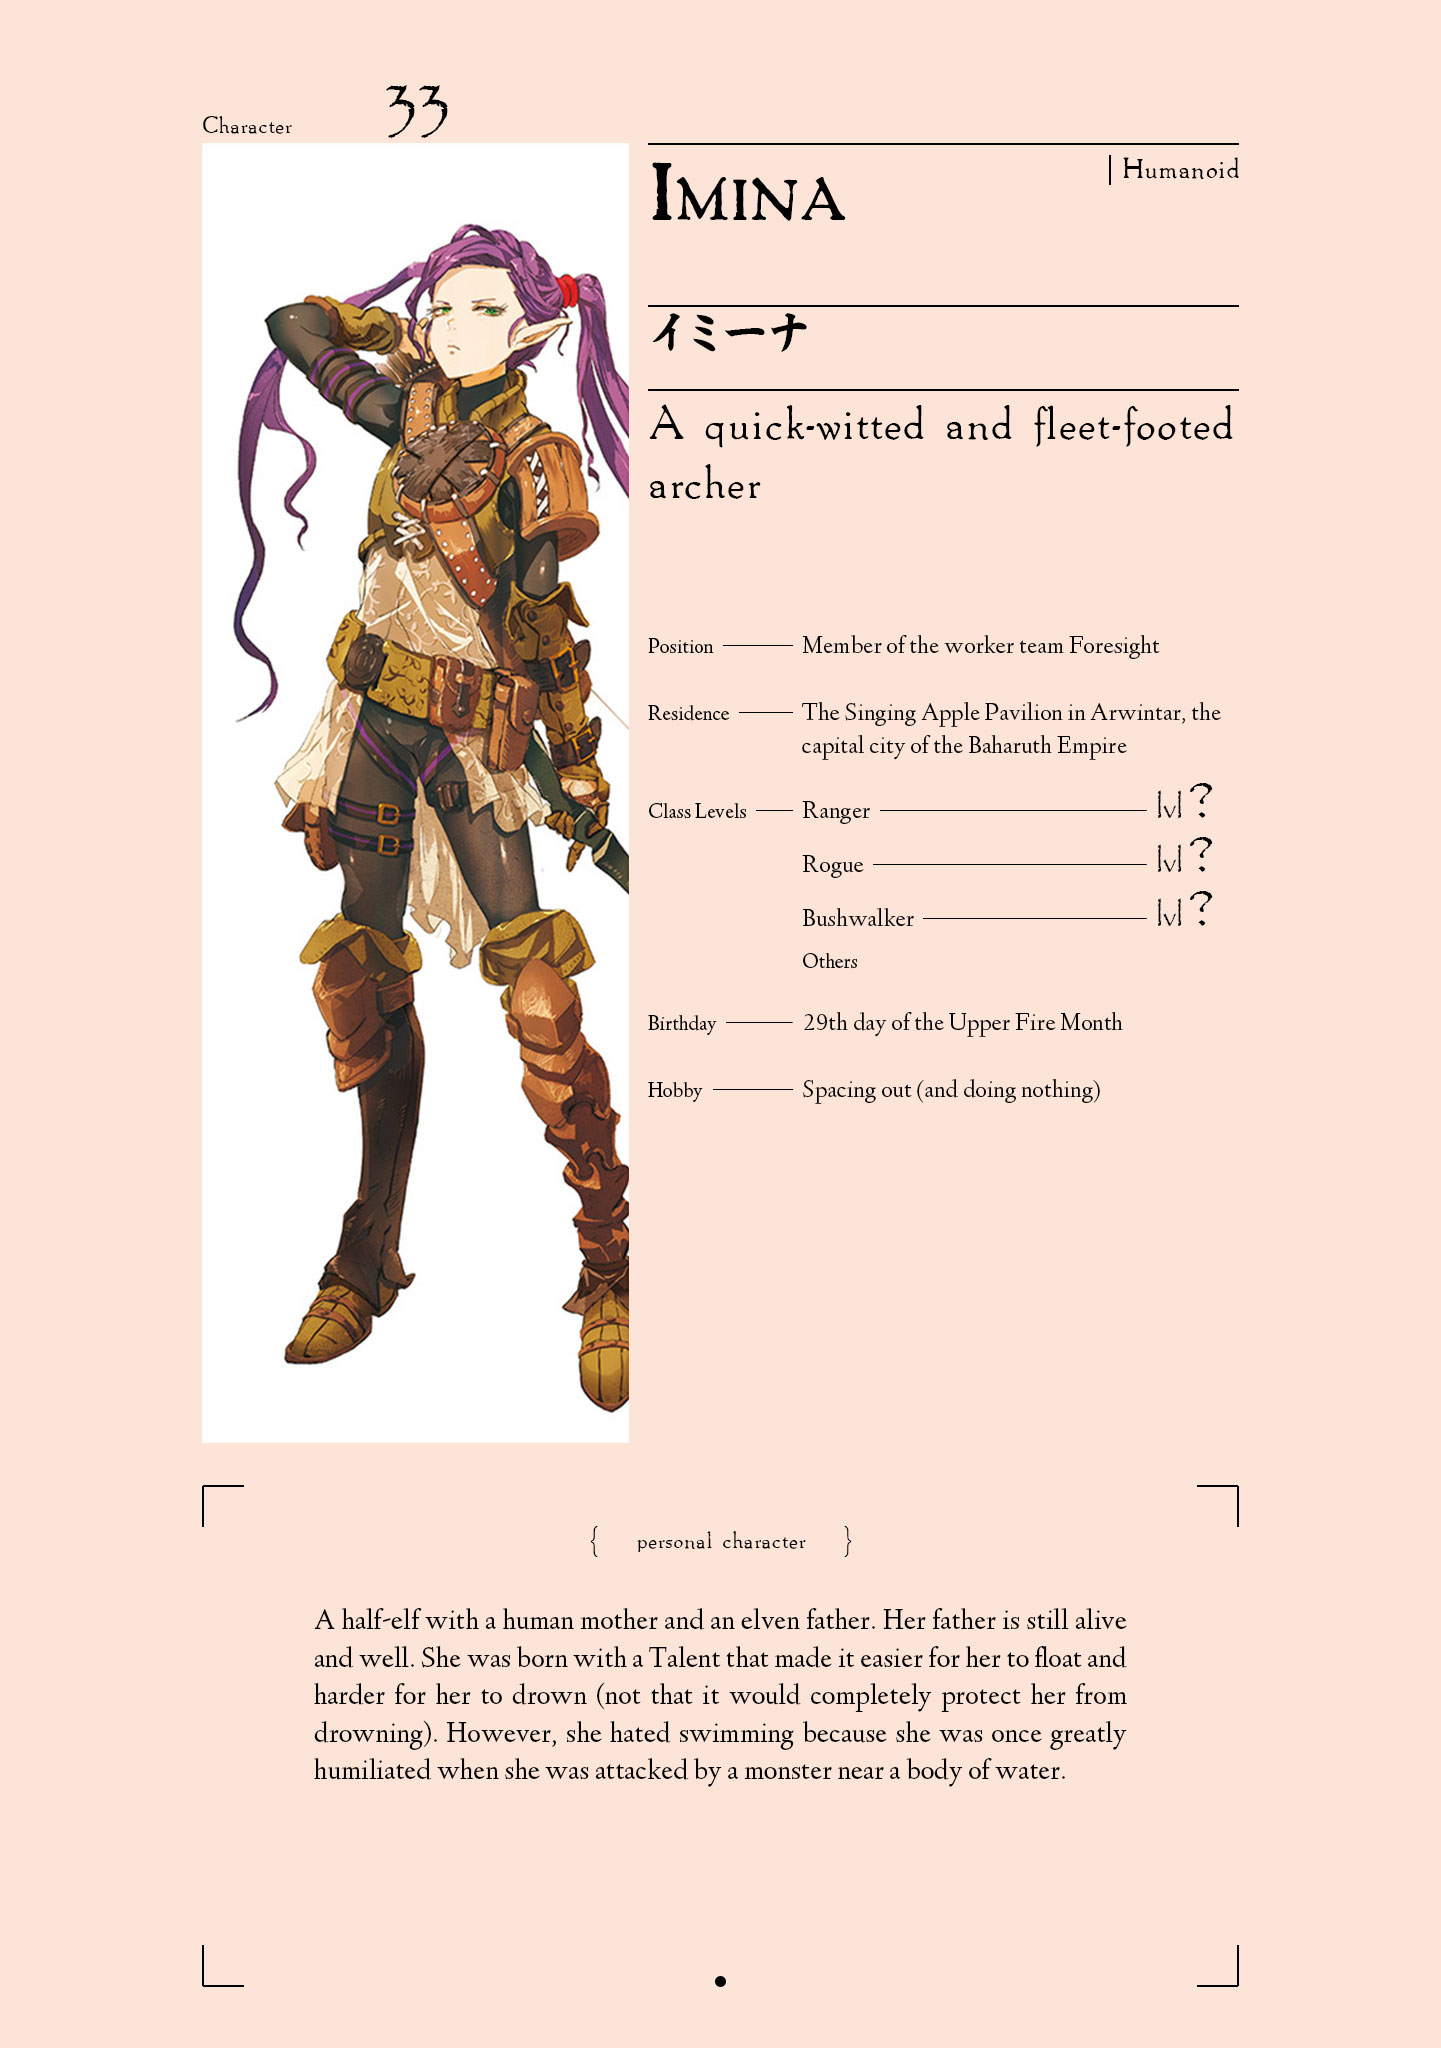 Character 33
Imina
Humanoid
イミーナ
A quick-witted and fleet-footed
archer
Position Member of the worker team Foresight
Residence The Singing Apple Pavilion in Arwintar, the
capital city of the Baharuth Empire
Class Levels Ranger lvl ?
Rogue lvl ?
Bushwalker lvl ?
Others
Birthday 29th day of the Upper Fire Month
Hobby Spacing out (and doing nothing)
{ personal character }
A half-elf with a human mother and an elven father. Her father is still alive
and well. She was born with a Talent that made it easier for her to float and
harder for her to drown (not that it would completely protect her from
drowning). However, she hated swimming because she was once greatly
humiliated when she was attacked by a monster near a body of water.